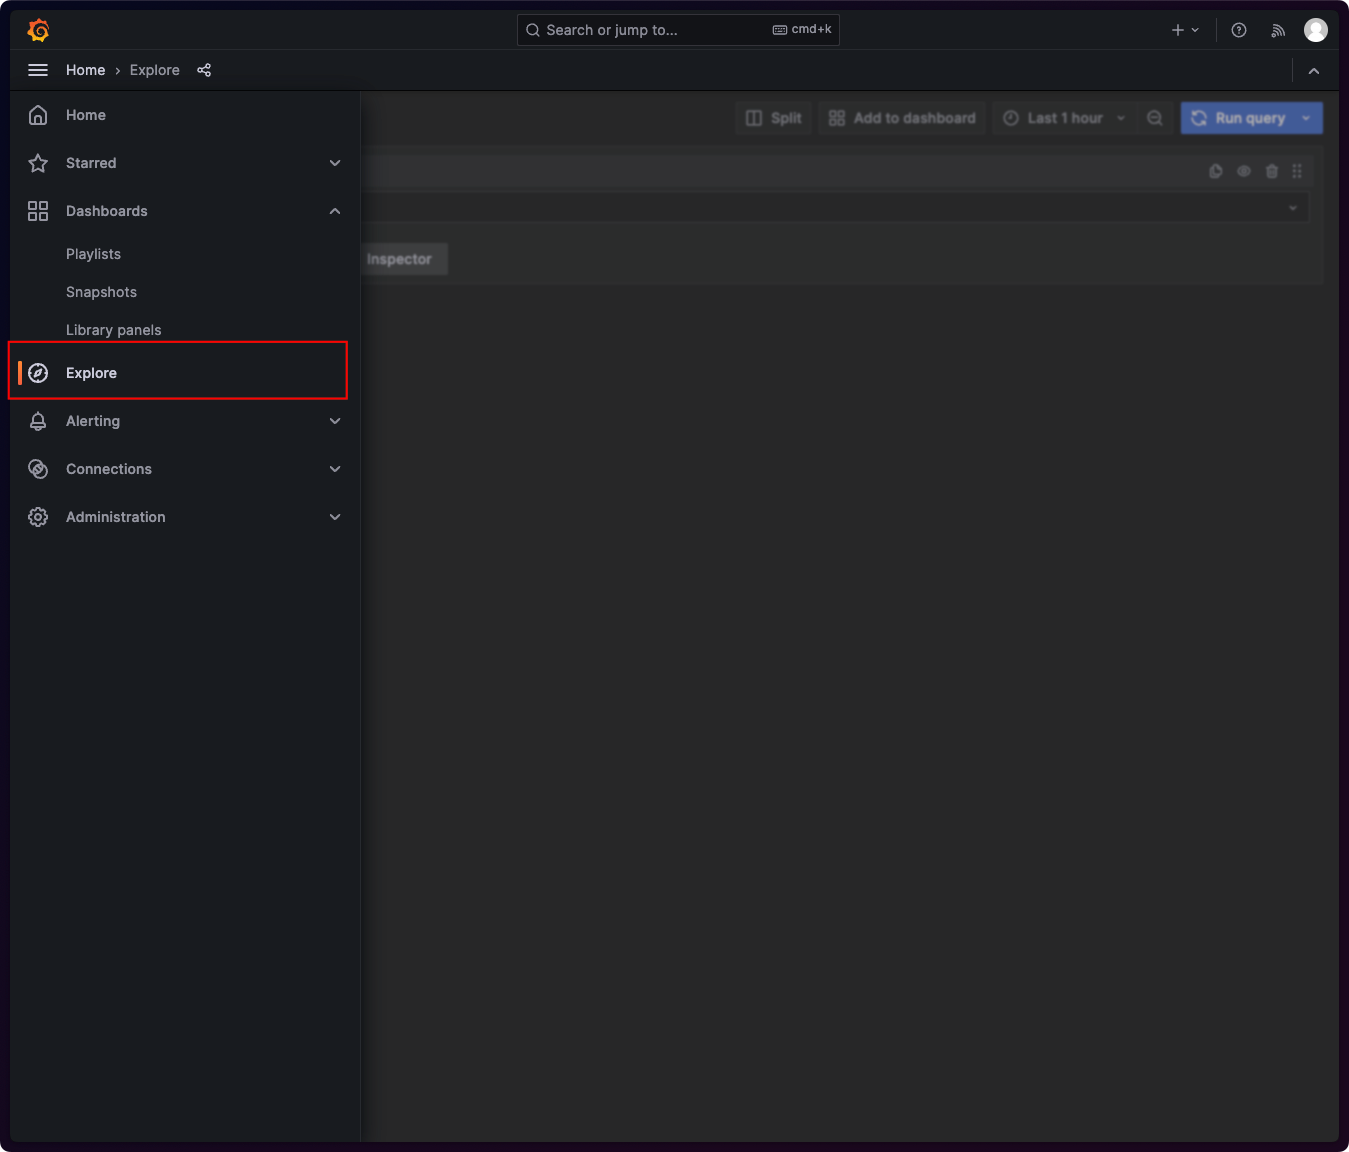 Search or jump to... cmd+k
Home › Explore
Home
Starred
Dashboards
Playlists
Snapshots
Library panels
Explore
Alerting
Connections
Administration
Split Add to dashboard Last 1 hour Run query
Inspector